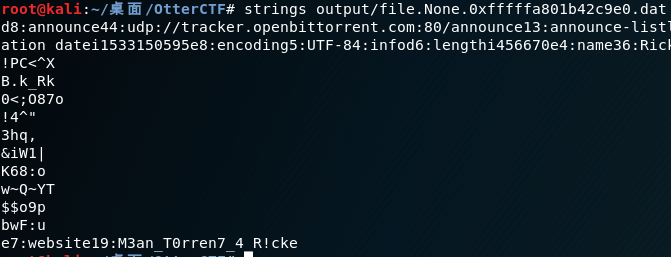 root@kali:~/桌面/OtterCTF# strings output/file.None.0xfffffa801b42c9e0.dat
d8:announce44:udp://tracker.openbittorrent.com:80/announce13:announce-listl
ation datei1533150595e8:encoding5:UTF-84:infod6:lengthi456670e4:name36:Rick
!PC<^X
B.k_Rk
0<;O87o
!4^"
3hq,
&iW1|
K68:o
w~Q~YT
$$o9p
bwF:u
e7:website19:M3an_T0rren7_4_R!cke